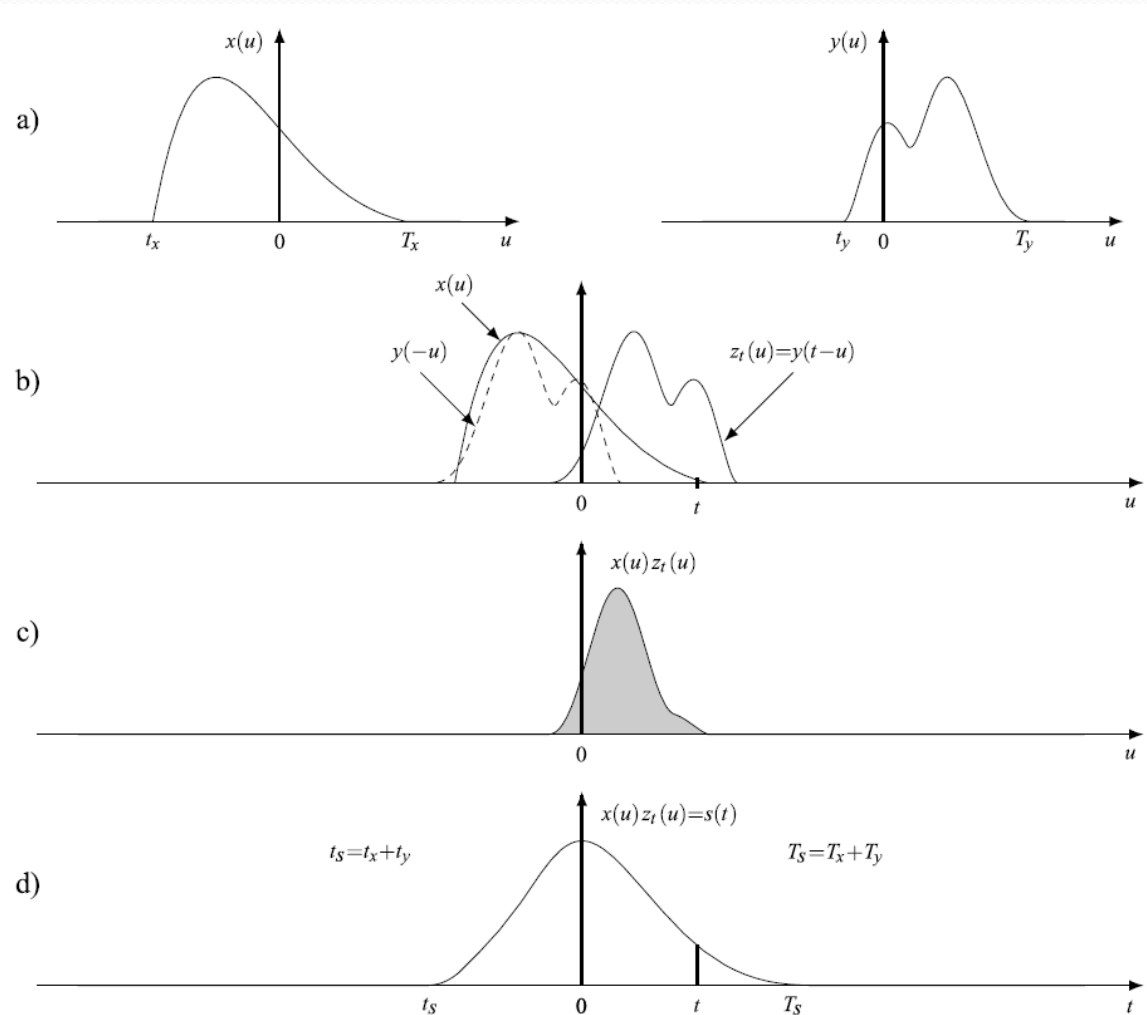 x(u) y(u)
a)
t_x 0 T_x u t_y 0 T_y u
x(u)
y(−u) z_t(u)=y(t−u)
b)
0 t u
x(u) z_t(u)
c)
0 u
x(u) z_t(u)=s(t)
t_s=t_x+t_y T_s=T_x+T_y
d)
t_s 0 t T_s t